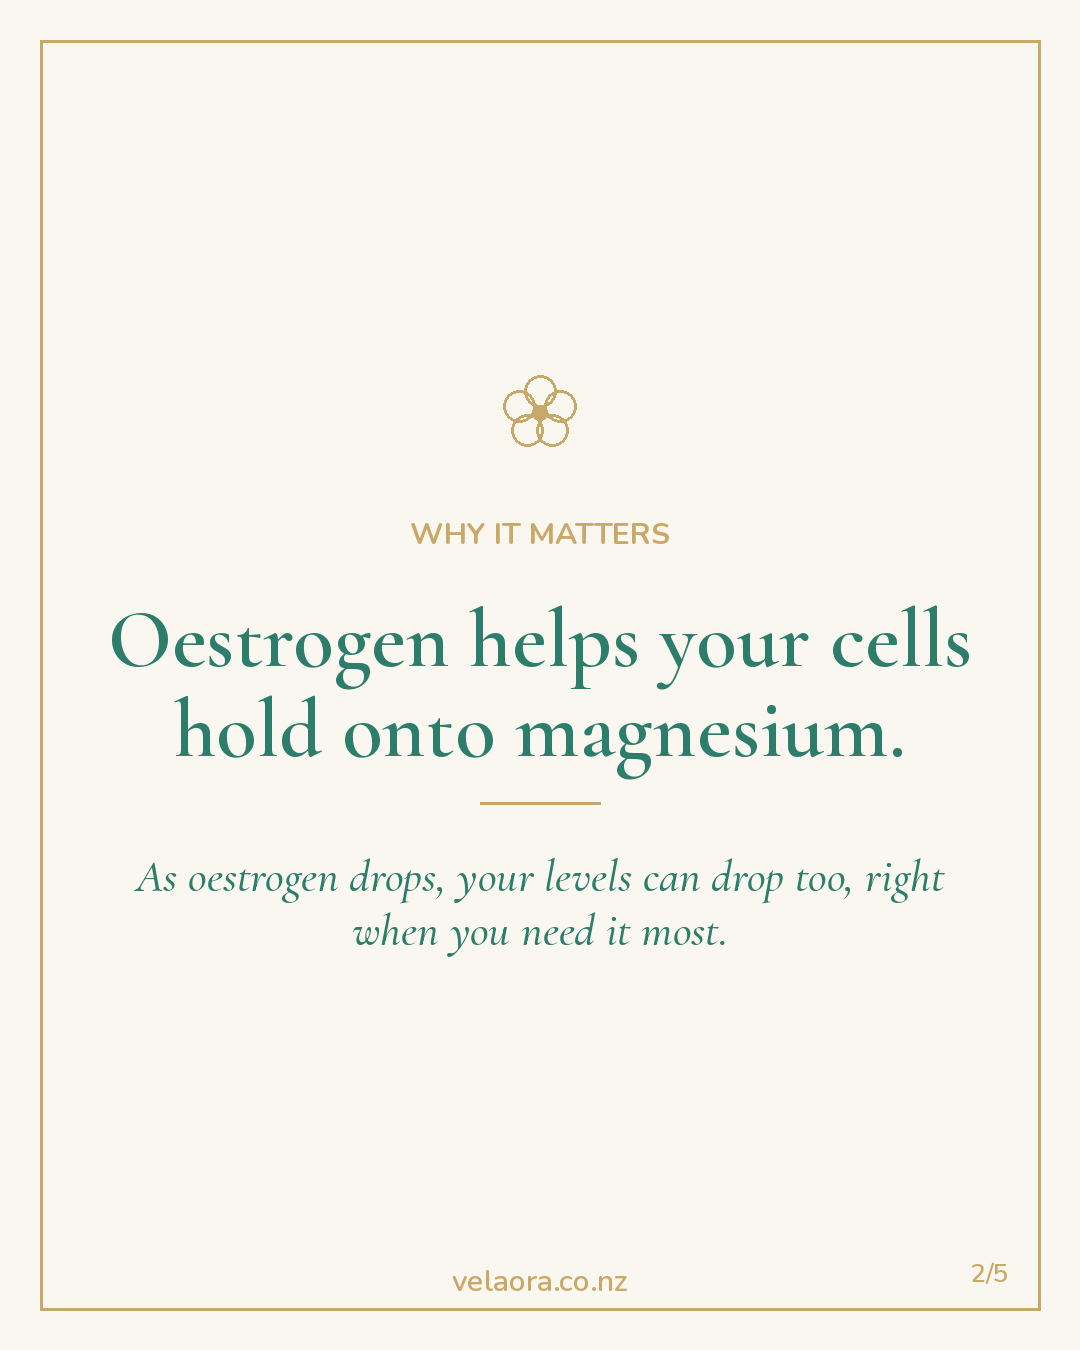 WHY IT MATTERS
Oestrogen helps your cells
hold onto magnesium.
As oestrogen drops, your levels can drop too, right
when you need it most.
velaora.co.nz
2/5